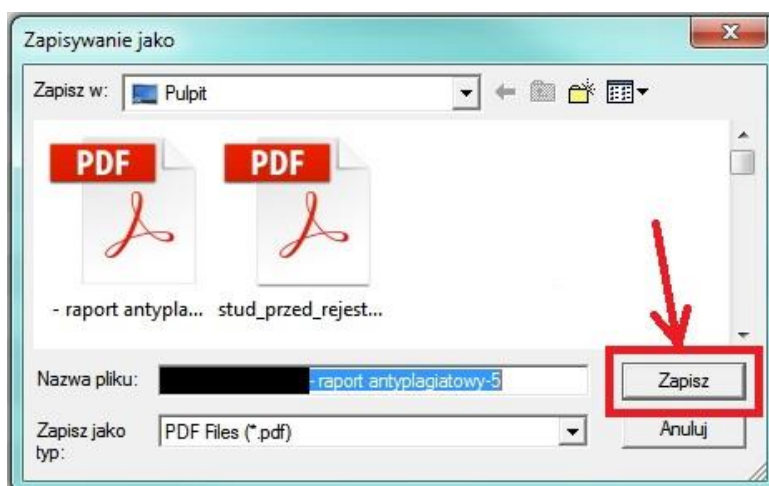 Zapisywanie jako
Zapisz w: Pulpit
PDF PDF
- raport antypla... stud_przed_rejest...
Nazwa pliku: - raport antyplagiatowy-5 Zapisz
Zapisz jako typ: PDF Files (*.pdf) Anuluj